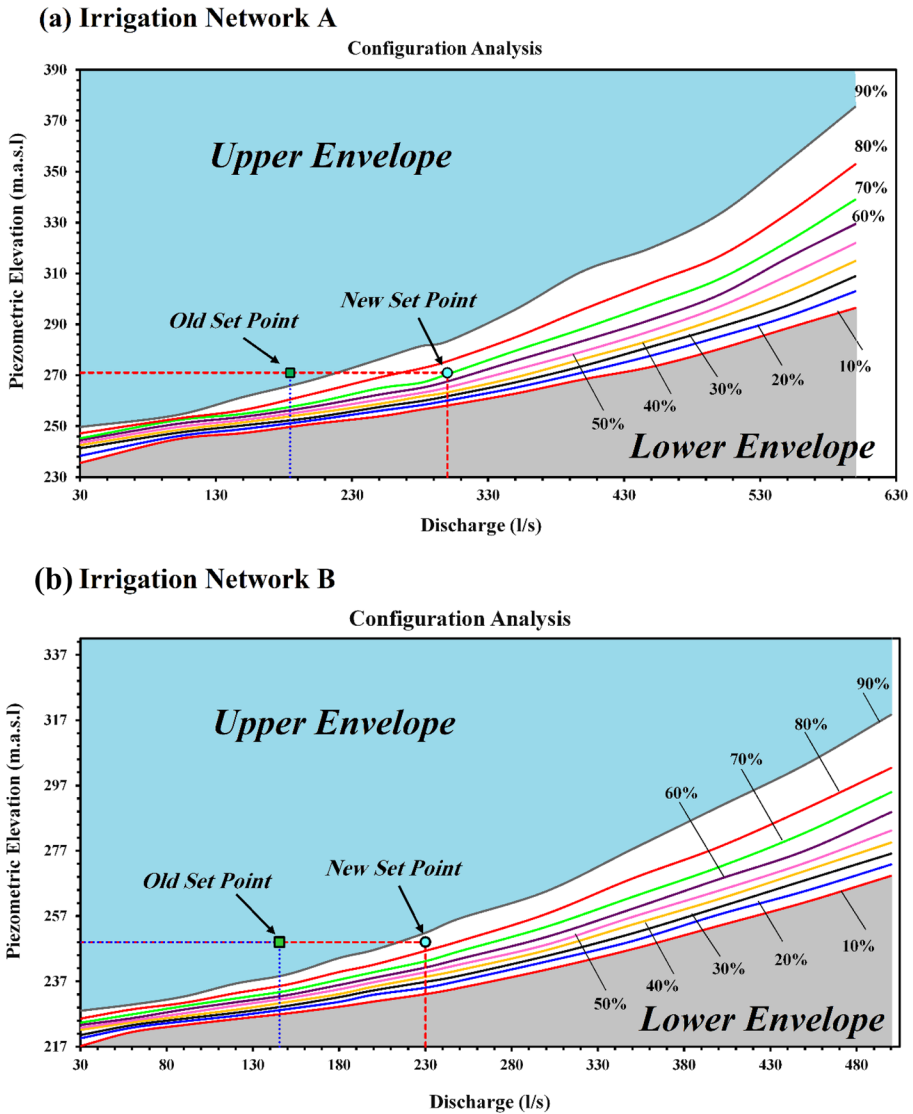 (a) Irrigation Network A
Configuration Analysis
390
370
350
330
310
290
270
250
230
Piezometric Elevation (m.a.s.l)
Upper Envelope
90%
80%
70%
60%
New Set Point
Old Set Point
10%
20%
30%
40%
50%
Lower Envelope
30 130 230 330 430 530 630
Discharge (l/s)
(b) Irrigation Network B
Configuration Analysis
337
317
297
277
257
237
217
Piezometric Elevation (m.a.s.l)
Upper Envelope
90%
80%
70%
60%
New Set Point
Old Set Point
10%
20%
30%
40%
50%
Lower Envelope
30 80 130 180 230 280 330 380 430 480
Discharge (l/s)